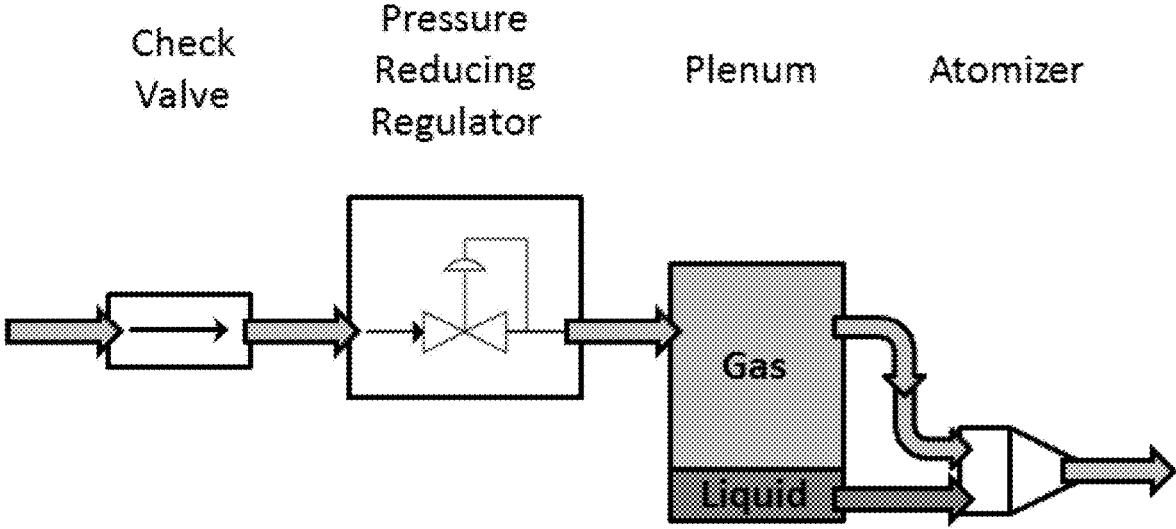 Check
Valve
Pressure
Reducing
Regulator
Plenum
Atomizer
Gas
Liquid